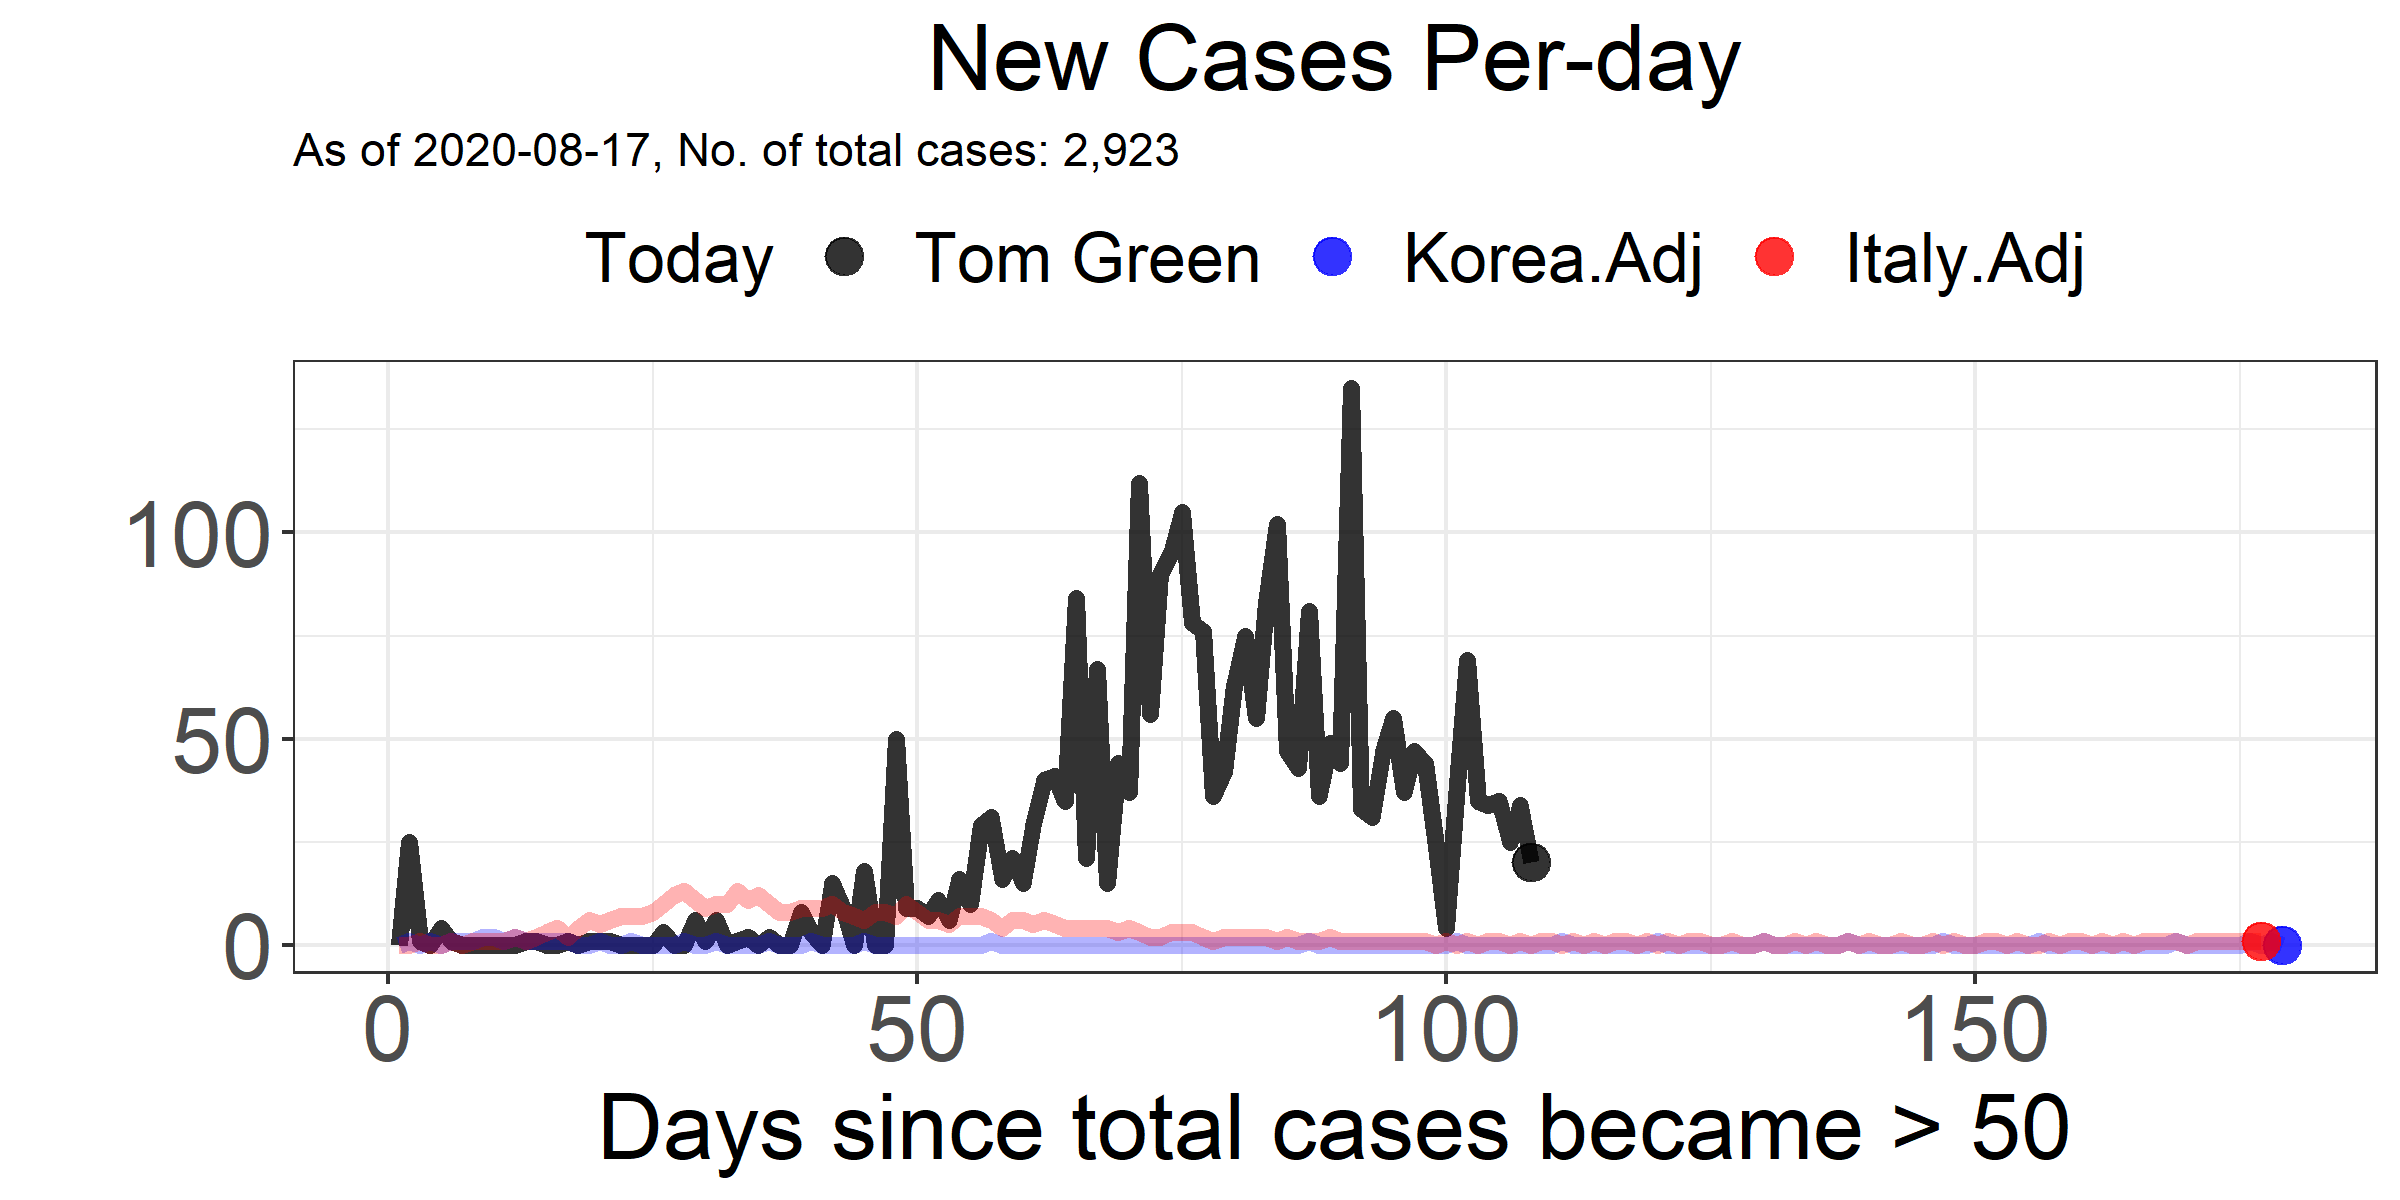 New Cases Per-day
As of 2020-08-17, No. of total cases: 2,923
Today Tom Green Korea.Adj Italy.Adj
100
50
0
0 50 100 150
Days since total cases became > 50